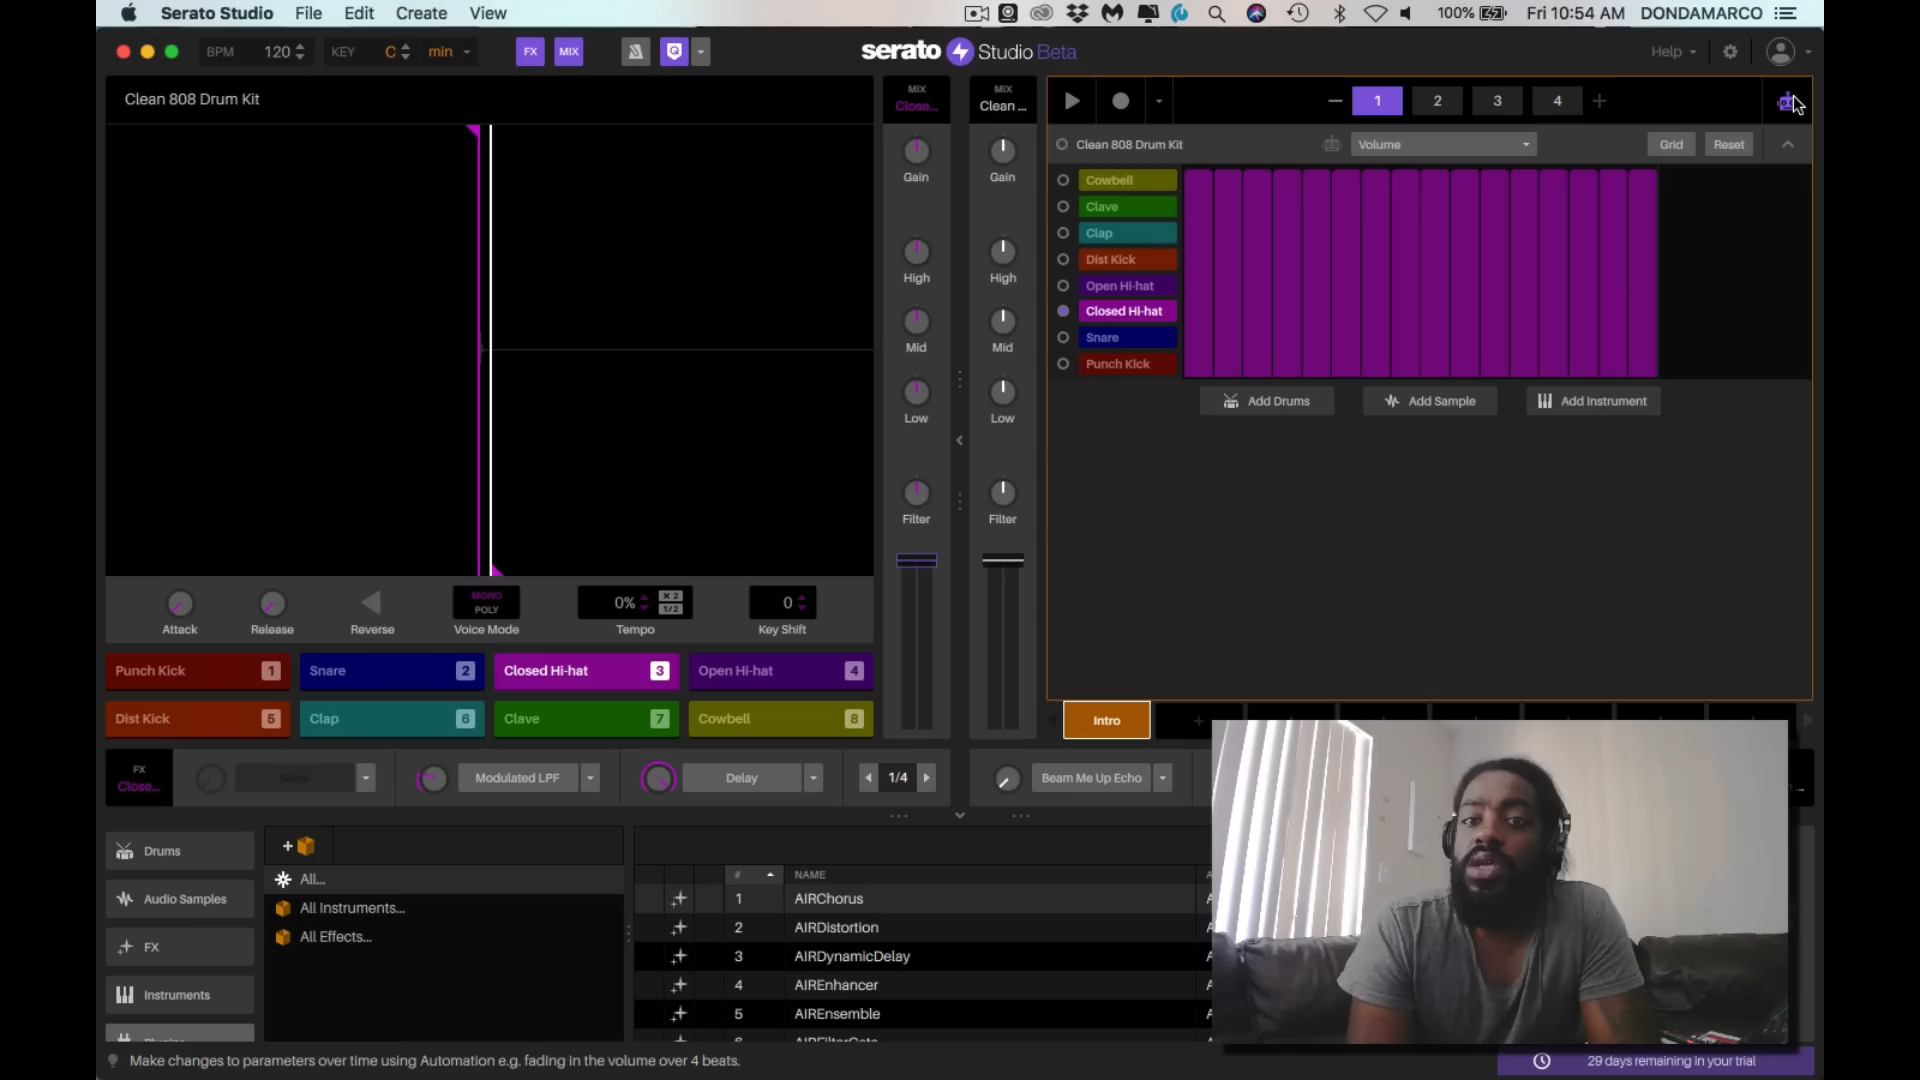 Serato Studio File Edit Create View
100% Fri 10:54 AM DONDAMARCO
BPM 120 KEY C min FX MIX
serato Studio Beta
Help
Clean 808 Drum Kit
MIX
Close...
MIX
Clean ...
1 2 3 4
Clean 808 Drum Kit Volume Grid Reset
Cowbell
Clave
Clap
Dist Kick
Open Hi-hat
Closed Hi-hat
Snare
Punch Kick
Add Drums Add Sample Add Instrument
Gain Gain
High High
Mid Mid
Low Low
Filter Filter
MONO
POLY
0% X 2
1/2
0
Attack Release Reverse Voice Mode Tempo Key Shift
Punch Kick 1 Snare 2 Closed Hi-hat 3 Open Hi-hat 4
Dist Kick 5 Clap 6 Clave 7 Cowbell 8
Intro
FX
Close...
None Modulated LPF Delay 1/4 Beam Me Up Echo
Drums
Audio Samples
FX
Instruments
All...
All Instruments...
All Effects...
# NAME
1 AIRChorus
2 AIRDistortion
3 AIRDynamicDelay
4 AIREnhancer
5 AIREnsemble
Make changes to parameters over time using Automation e.g. fading in the volume over 4 beats.
29 days remaining in your trial